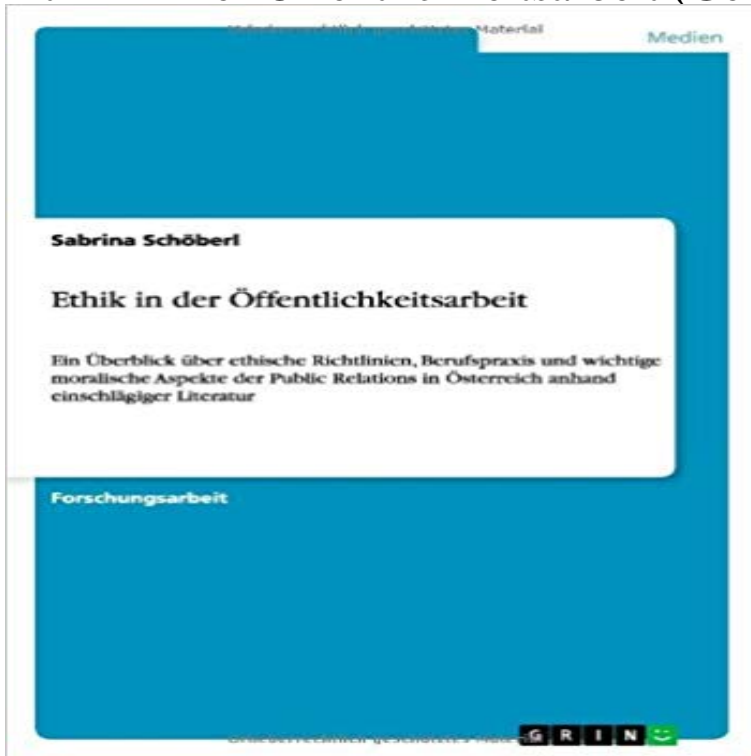 Material
Medien
Sabrina Schöberl
Ethik in der Öffentlichkeitsarbeit
Ein Überblick über ethische Richtlinien, Berufspraxis und wichtige
moralische Aspekte der Public Relations in Österreich anhand
einschlägiger Literatur
Forschungsarbeit
GRIN